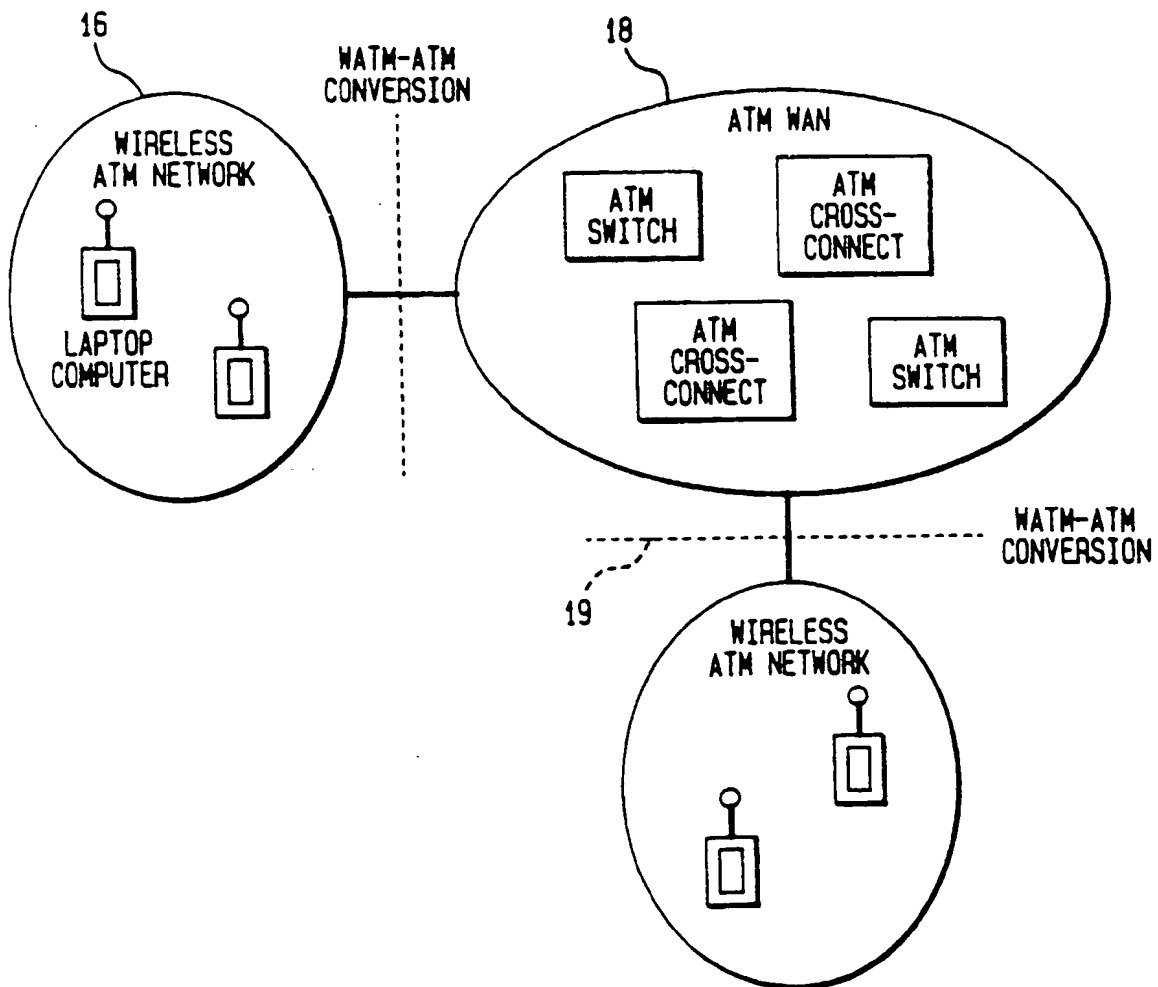 16
WATM-ATM
CONVERSION
18
WIRELESS
ATM NETWORK
LAPTOP
COMPUTER
ATM WAN
ATM
SWITCH
ATM
CROSS-
CONNECT
ATM
CROSS-
CONNECT
ATM
SWITCH
WATM-ATM
CONVERSION
19
WIRELESS
ATM NETWORK